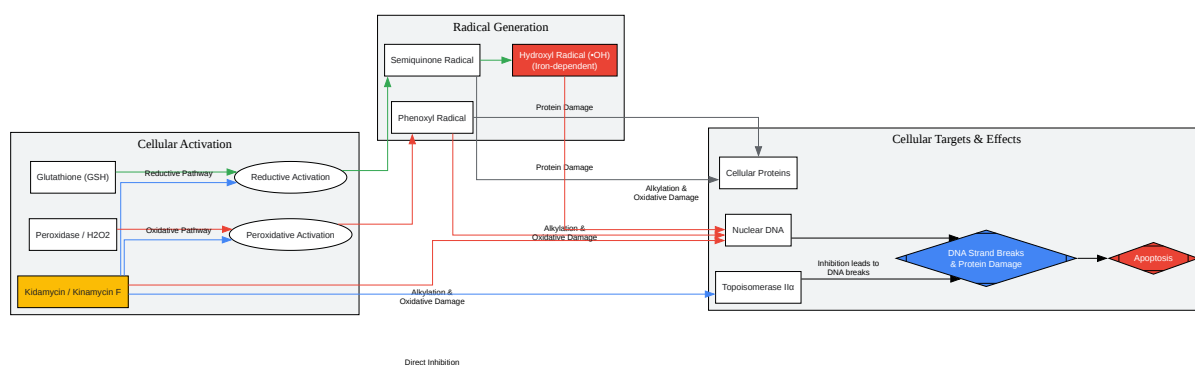 Radical Generation
Semiquinone Radical
Hydroxyl Radical (•OH)
(Iron-dependent)
Protein Damage
Phenoxyl Radical
Cellular Activation
Cellular Targets & Effects
Glutathione (GSH)
Reductive Pathway
Reductive Activation
Protein Damage
Cellular Proteins
Alkylation &
Oxidative Damage
Peroxidase / H2O2
Oxidative Pathway
Peroxidative Activation
Alkylation &
Oxidative Damage
Nuclear DNA
DNA Strand Breaks
& Protein Damage
Apoptosis
Inhibition leads to
DNA breaks
Kidamycin / Kinamycin F
Alkylation &
Oxidative Damage
Topoisomerase IIα
Direct Inhibition